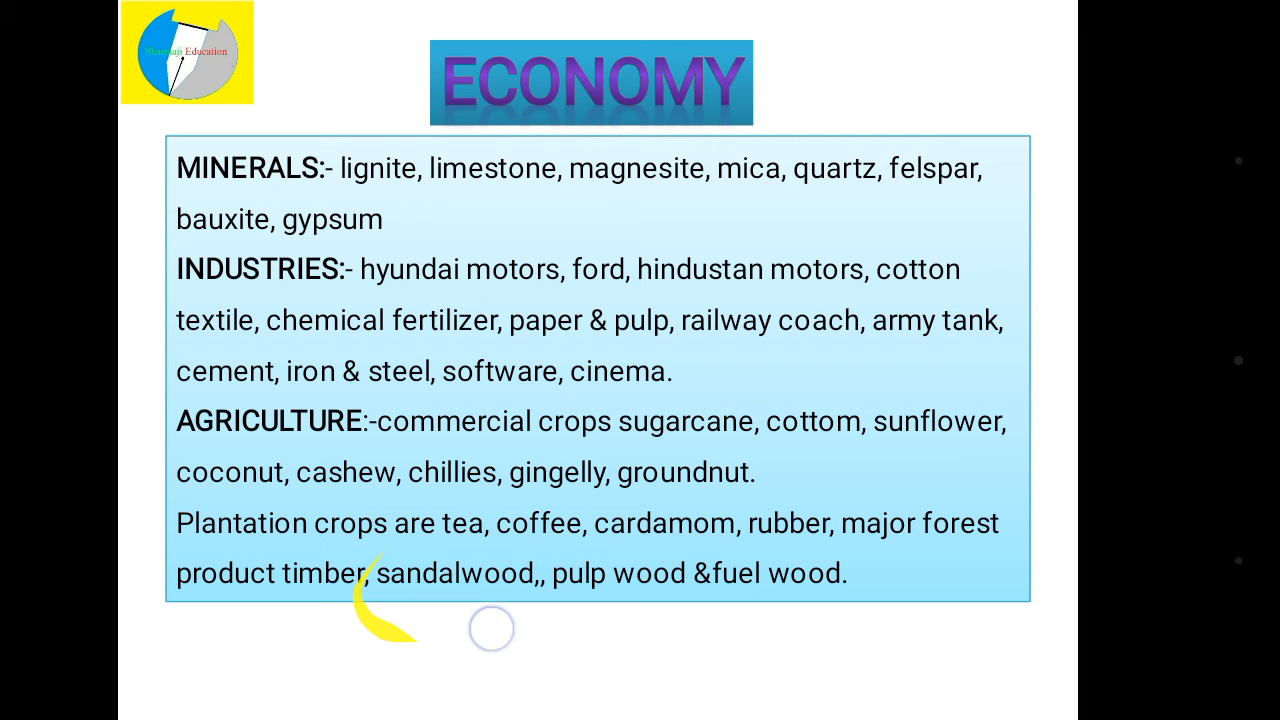 Sharmaji Education
ECONOMY
MINERALS:- lignite, limestone, magnesite, mica, quartz, felspar,
bauxite, gypsum
INDUSTRIES:- hyundai motors, ford, hindustan motors, cotton
textile, chemical fertilizer, paper & pulp, railway coach, army tank,
cement, iron & steel, software, cinema.
AGRICULTURE:-commercial crops sugarcane, cottom, sunflower,
coconut, cashew, chillies, gingelly, groundnut.
Plantation crops are tea, coffee, cardamom, rubber, major forest
product timber, sandalwood,, pulp wood &fuel wood.